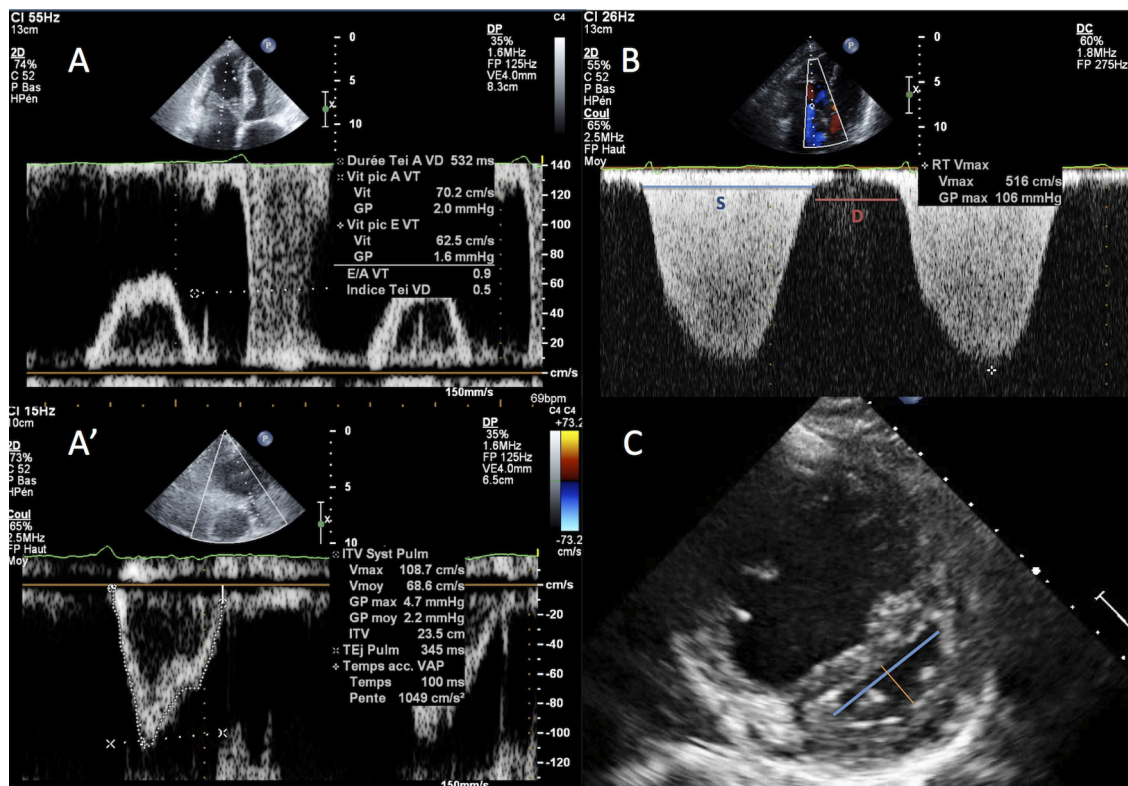 CI 55Hz
13cm
2D
74%
C 52
P Bas
HPén
A
P
0
5
10
X
DP
35%
1.6MHz
FP 125Hz
VE4.0mm
8.3cm
C4
Durée Tei A VD 532 ms
Vit pic A VT
Vit 70.2 cm/s
GP 2.0 mmHg
Vit pic E VT
Vit 62.5 cm/s
GP 1.6 mmHg
E/A VT 0.9
Indice Tei VD 0.5
140
120
100
80
60
40
20
cm/s
150mm/s
69bpm
CI 26Hz
13cm
2D
55%
C 52
P Bas
HPén
Coul
65%
2.5MHz
FP Haut
Moy
B
P
0
5
10
X
DC
60%
1.8MHz
FP 275Hz
RT Vmax
Vmax 516 cm/s
GP max 106 mmHg
S
D
CI 15Hz
10cm
2D
73%
C 52
P Bas
HPén
Coul
65%
2.5MHz
FP Haut
Moy
A'
P
0
5
10
X
DP
35%
1.6MHz
FP 125Hz
VE4.0mm
6.5cm
C4 C4
+73.2
-73.2
cm/s
ITV Syst Pulm
Vmax 108.7 cm/s
Vmoy 68.6 cm/s
GP max 4.7 mmHg
GP moy 2.2 mmHg
ITV 23.5 cm
TEj Pulm 345 ms
Temps acc. VAP
Temps 100 ms
Pente 1049 cm/s²
cm/s
-20
-40
-60
-80
-100
-120
150mm/s
C